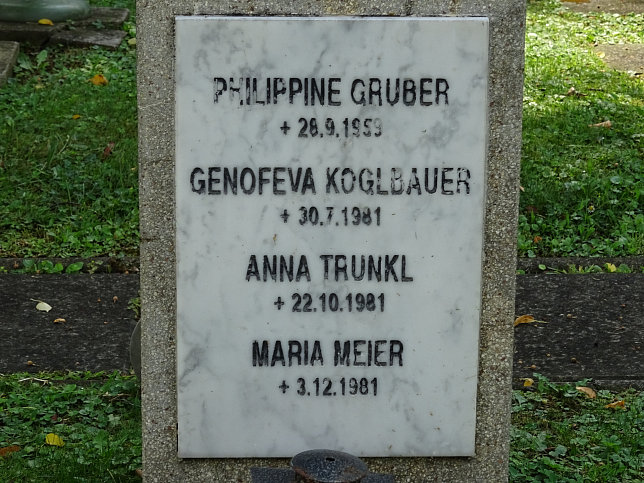 PHILIPPINE GRUBER
+ 28.9.1959
GENOFEVA KOGLBAUER
+ 30.7.1981
ANNA TRUNKL
+ 22.10.1981
MARIA MEIER
+ 3.12.1981